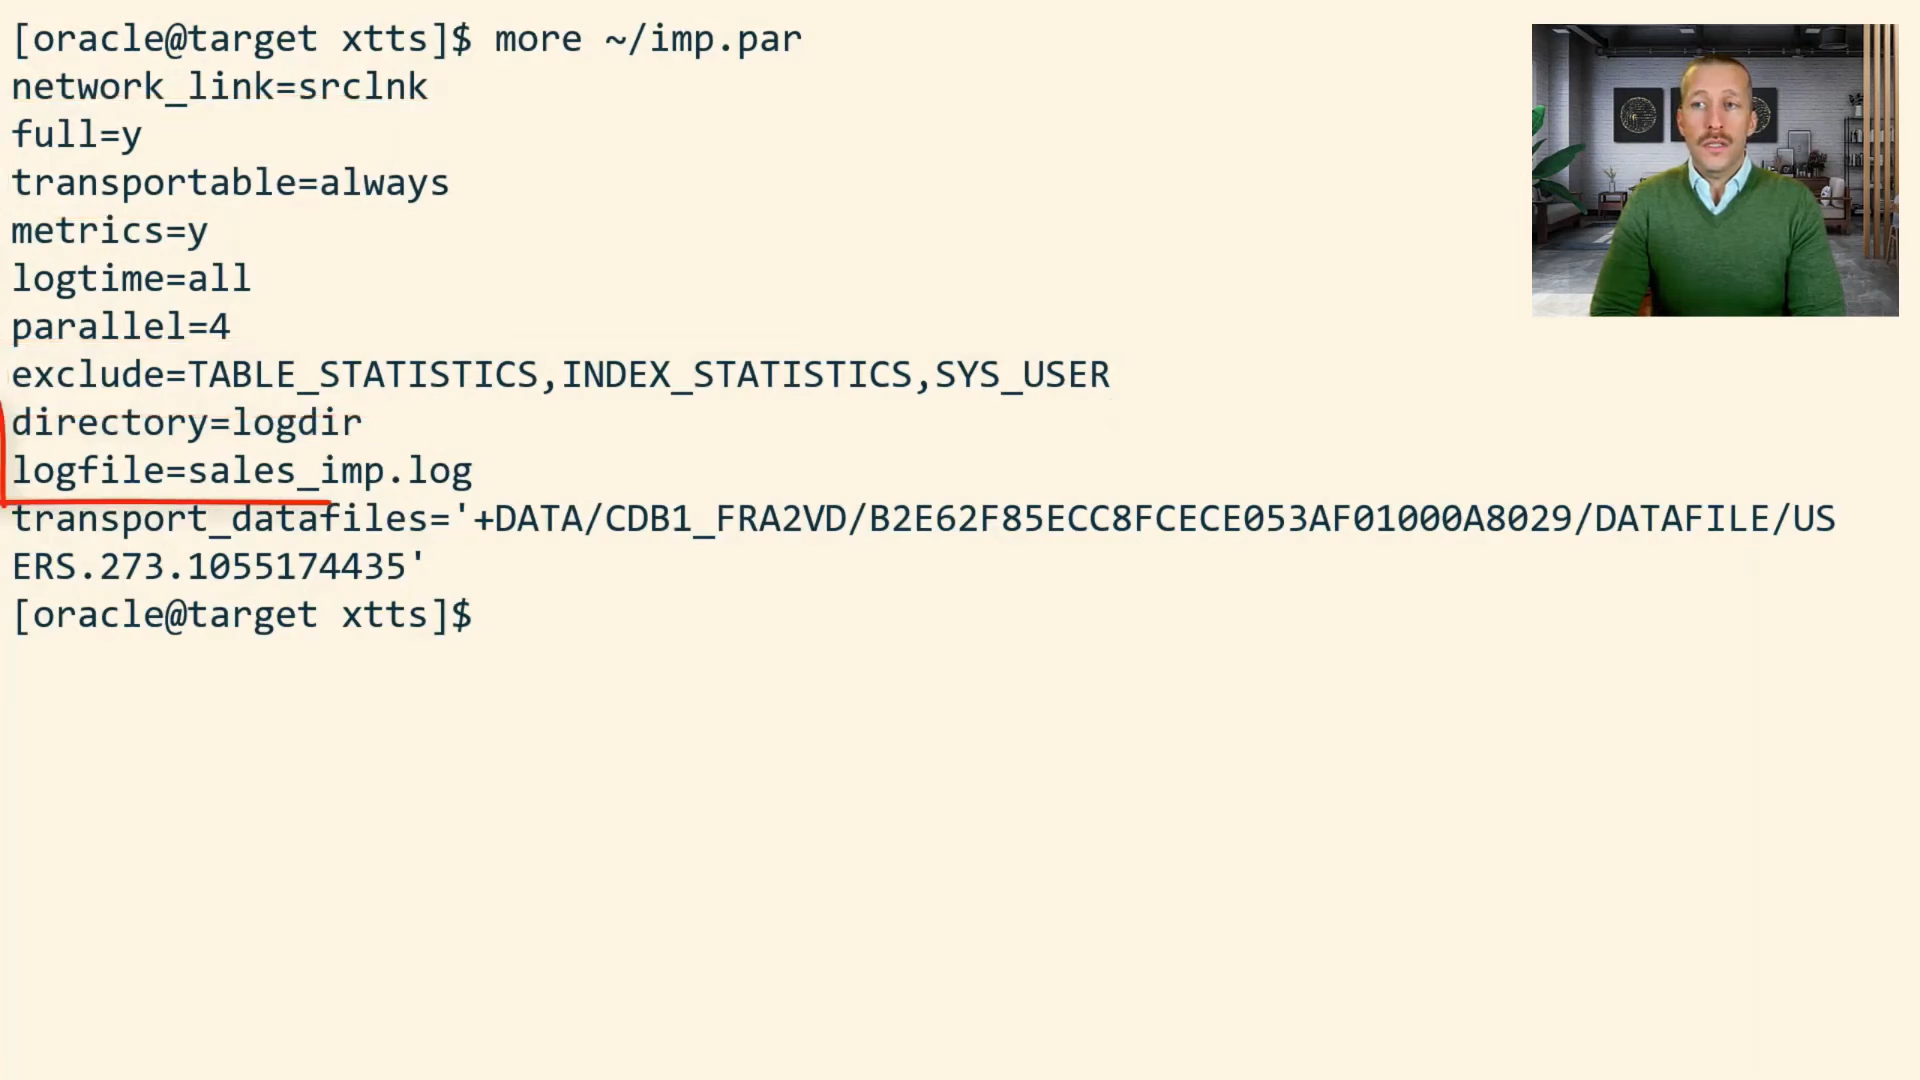 [oracle@target xtts]$ more ~/imp.par
network_link=srclnk
full=y
transportable=always
metrics=y
logtime=all
parallel=4
exclude=TABLE_STATISTICS,INDEX_STATISTICS,SYS_USER
directory=logdir
logfile=sales_imp.log
transport_datafiles='+DATA/CDB1_FRA2VD/B2E62F85ECC8FCECE053AF01000A8029/DATAFILE/US
ERS.273.1055174435'
[oracle@target xtts]$